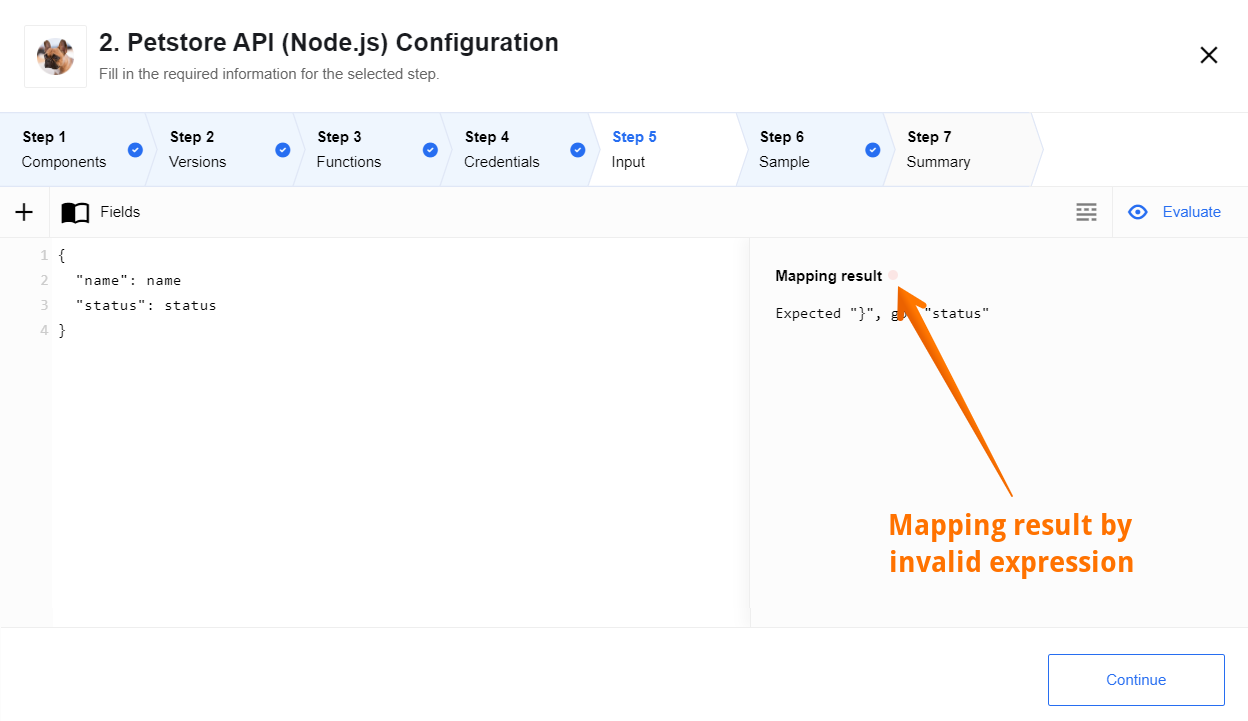 2. Petstore API (Node.js) Configuration
Fill in the required information for the selected step.
Step 1
Components
Step 2
Versions
Step 3
Functions
Step 4
Credentials
Step 5
Input
Step 6
Sample
Step 7
Summary
Fields
Evaluate
1 {
2 "name": name
3 "status": status
4 }
Mapping result
Expected "}", got "status"
Mapping result by
invalid expression
Continue